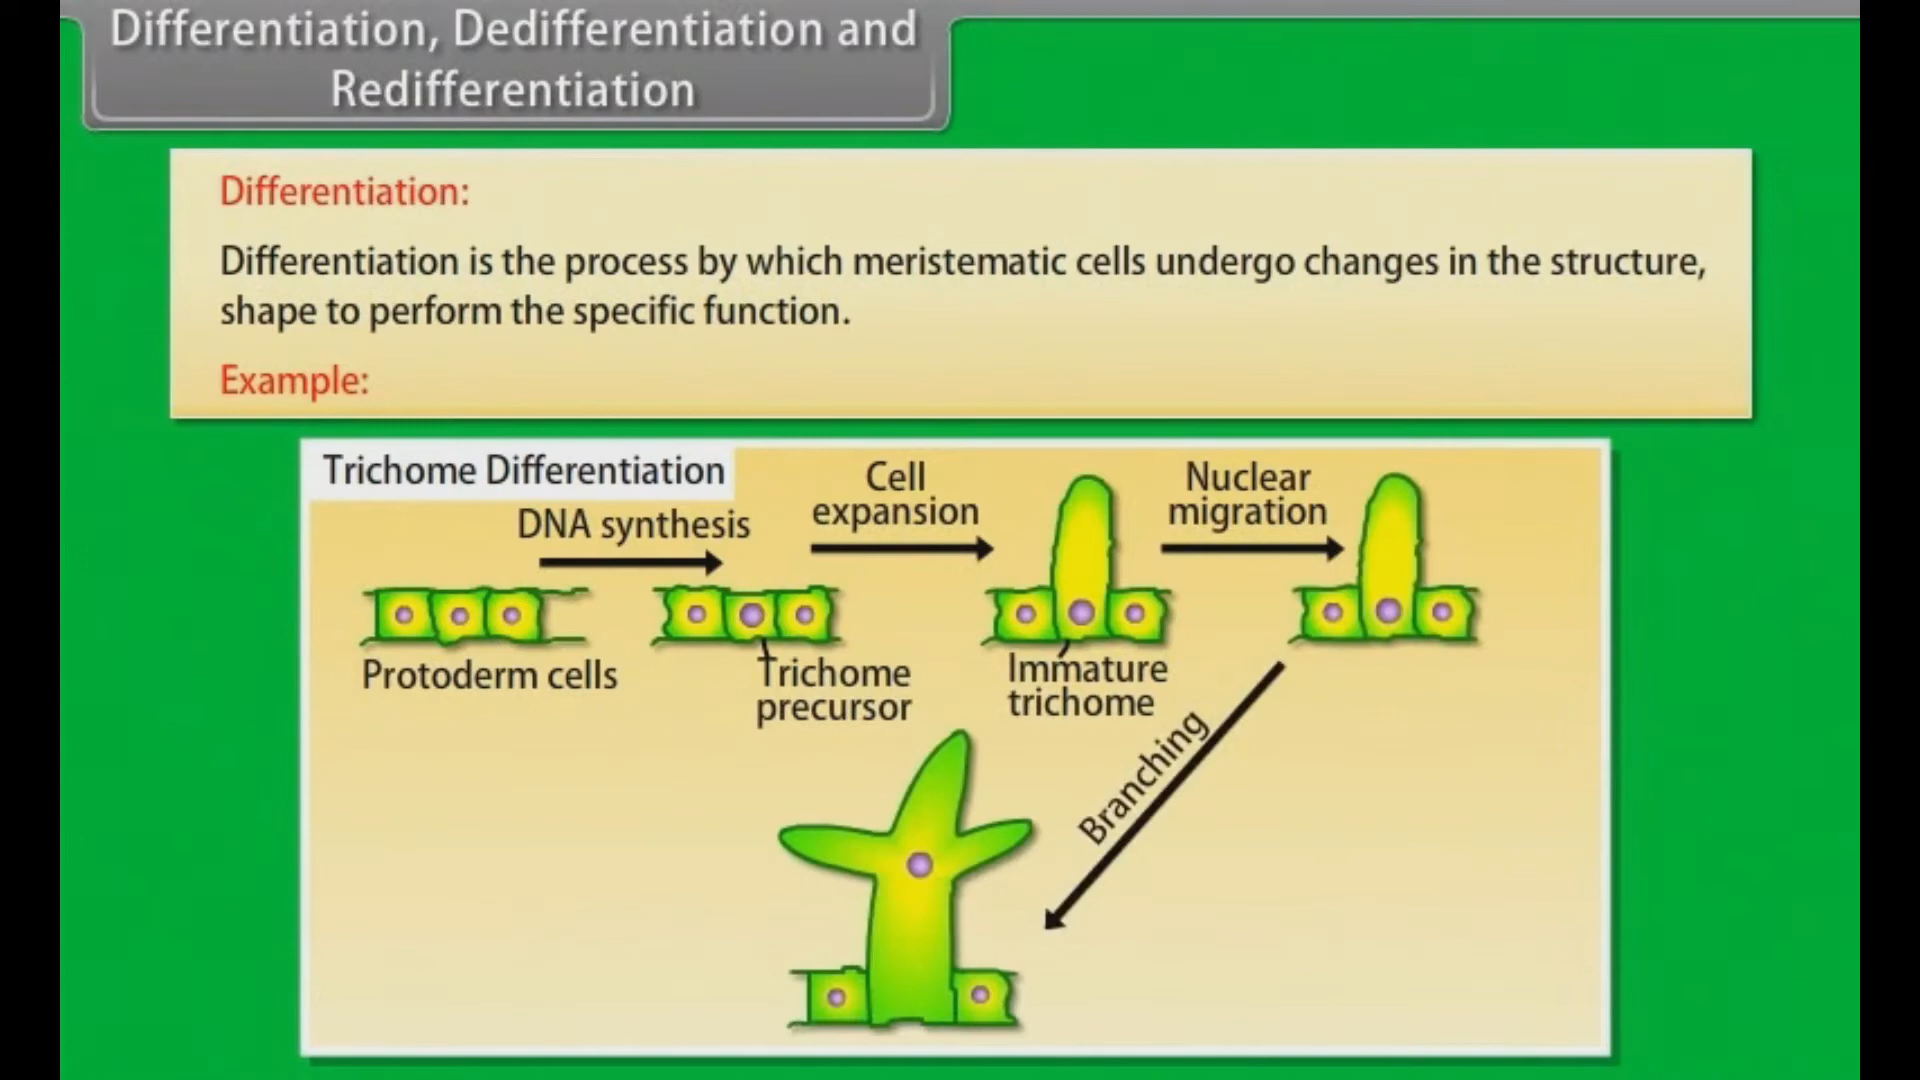 Differentiation, Dedifferentiation and
Redifferentiation
Differentiation:
Differentiation is the process by which meristematic cells undergo changes in the structure,
shape to perform the specific function.
Example:
Trichome Differentiation
DNA synthesis
Cell
expansion
Nuclear
migration
Protoderm cells
Trichome
precursor
Immature
trichome
Branching